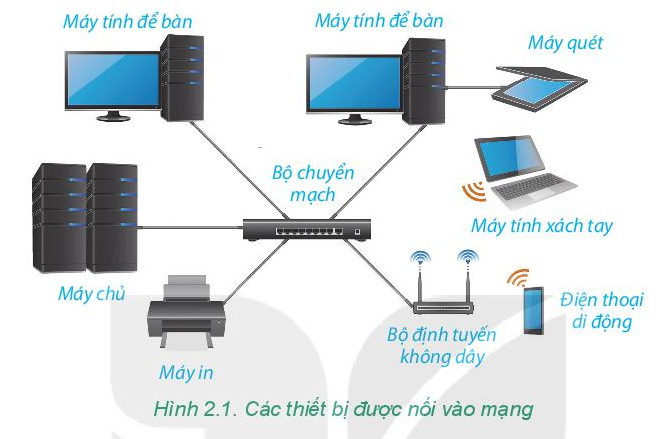 Máy tính để bàn
Máy tính để bàn
Máy quét
Bộ chuyển
mạch
Máy tính xách tay
Máy chủ
Điện thoại
di động
Bộ định tuyến
không dây
Máy in
Hình 2.1. Các thiết bị được nối vào mạng